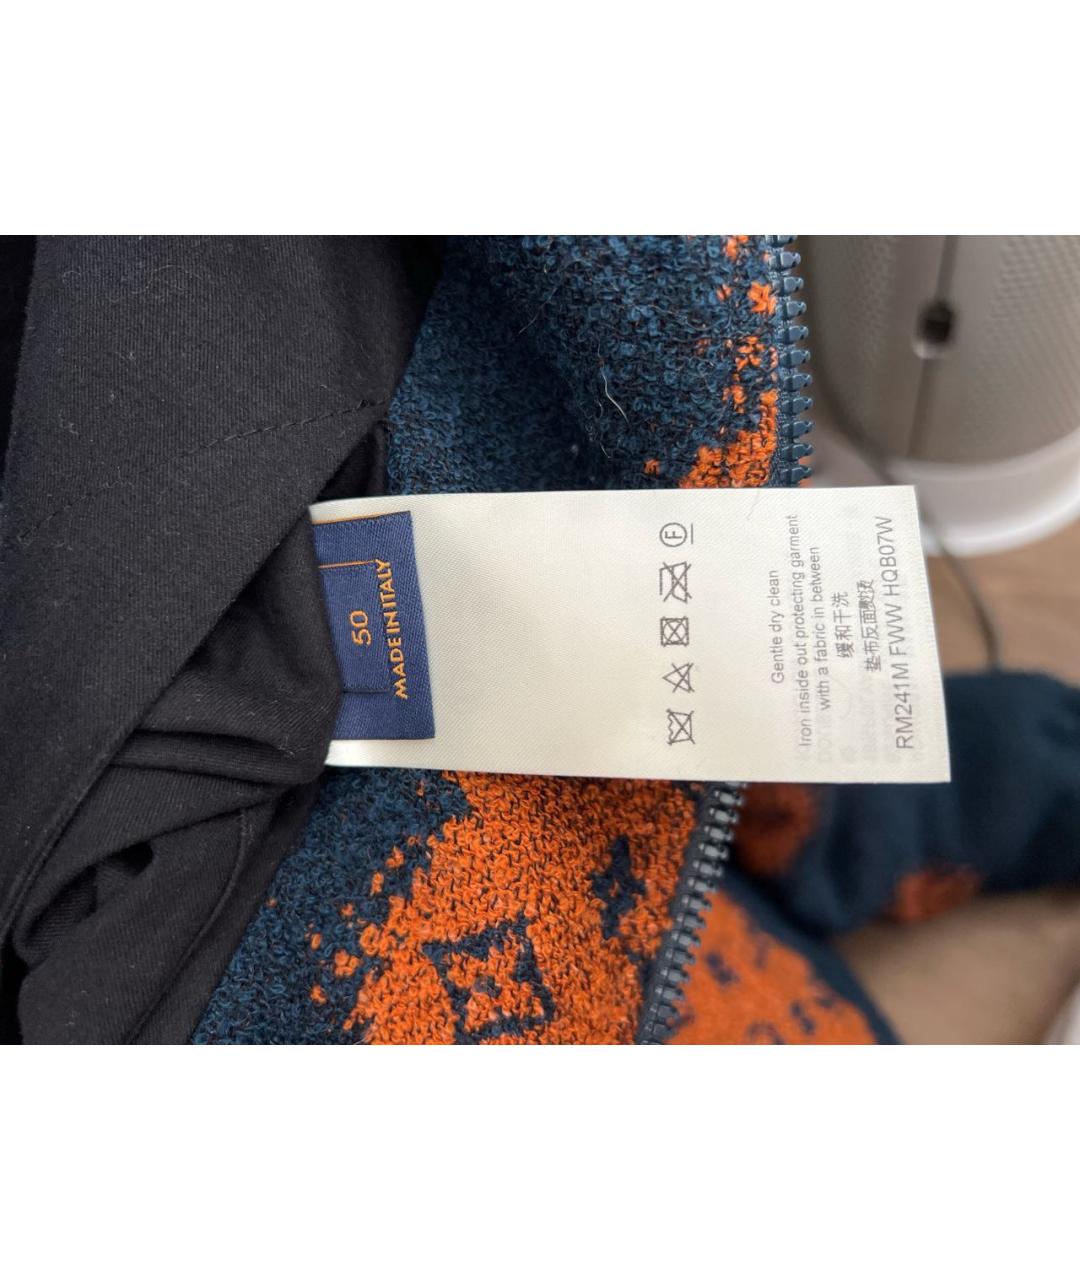 50
MADE IN ITALY
Gentle dry clean
Iron inside out protecting garment
with a fabric in between
缓和干洗
垫布反面熨烫
RM241M FWW HQB07W